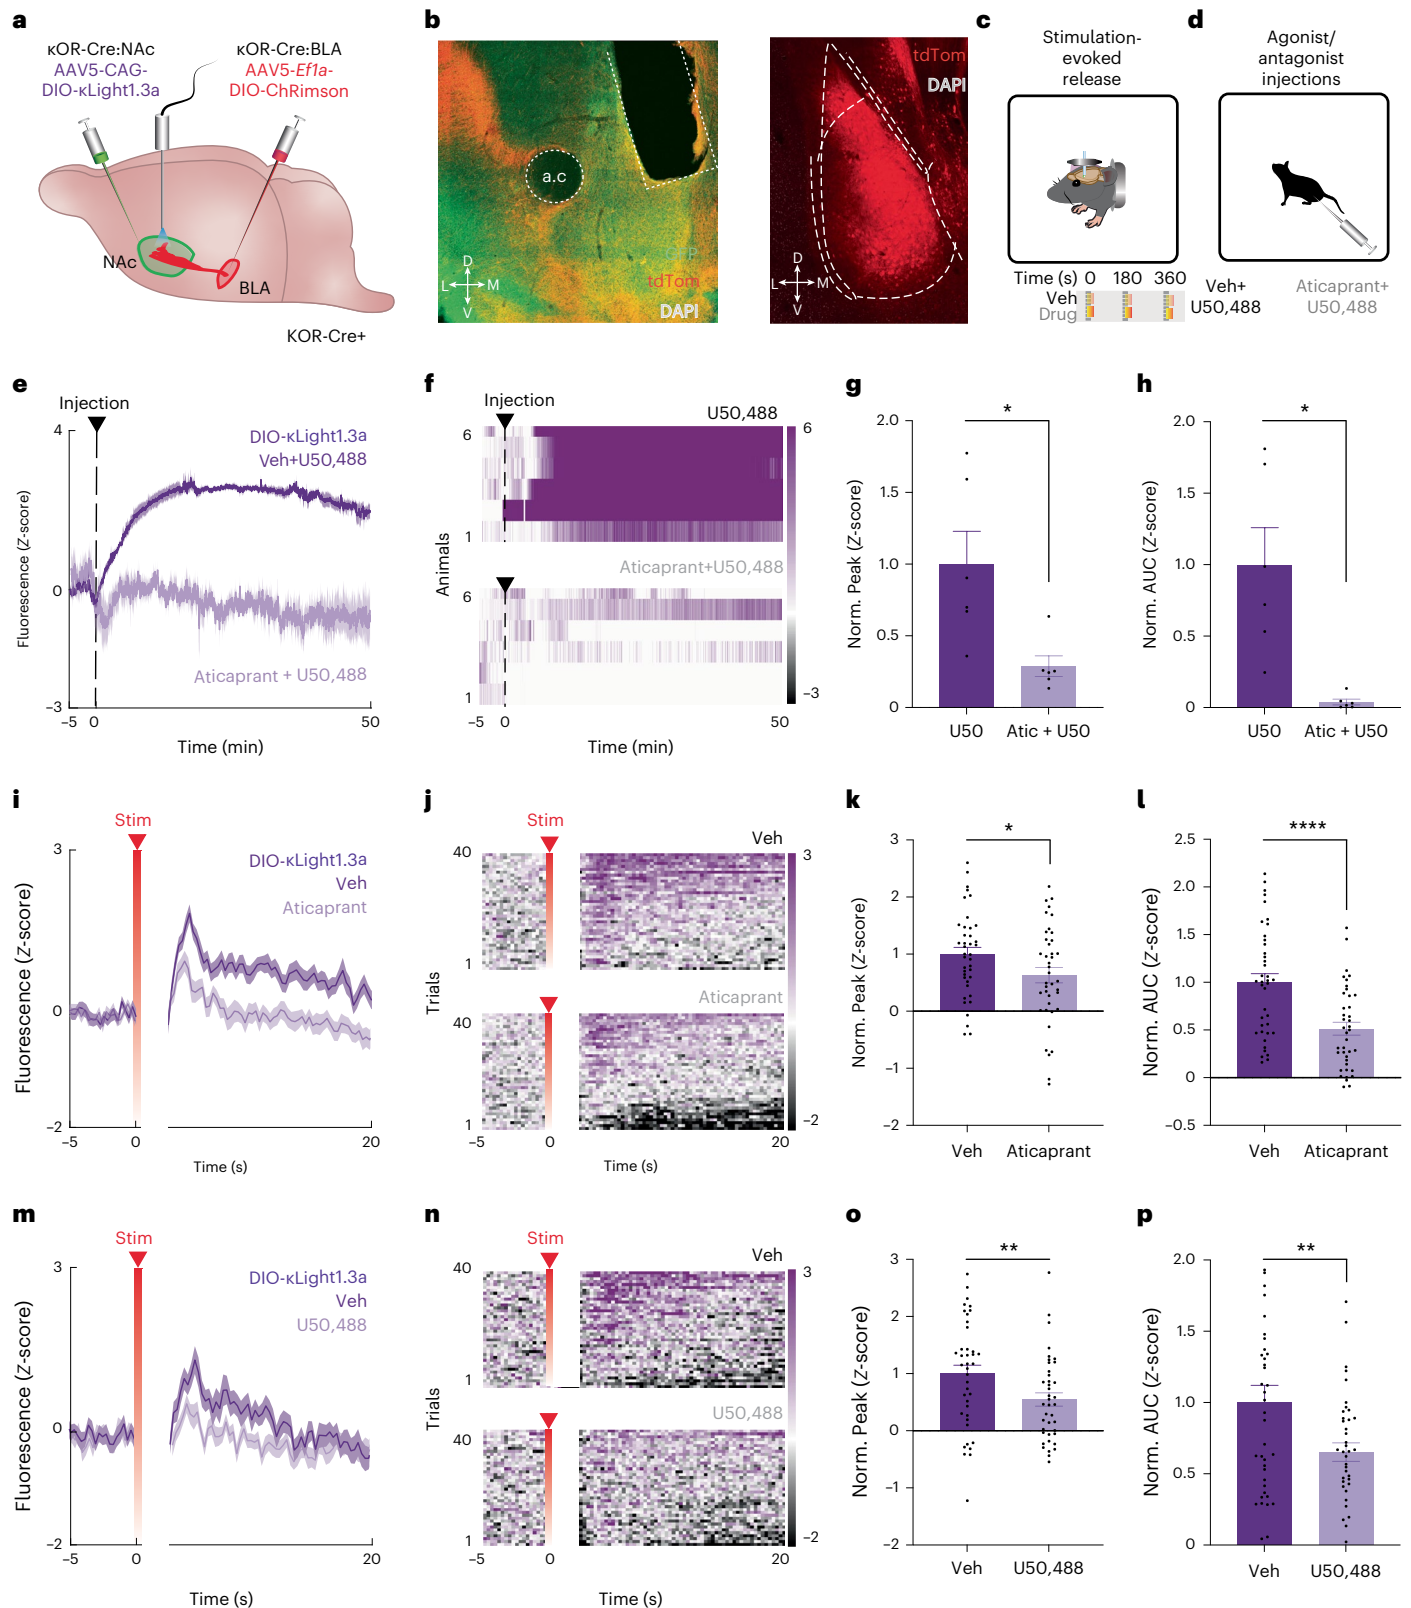 a
κOR-Cre:NAc
AAV5-CAG-
DIO-κLight1.3a
κOR-Cre:BLA
AAV5-Ef1a-
DIO-ChRimson
NAc
BLA
KOR-Cre+
b
a.c
D
L M
V
tdTom
DAPI
tdTom
DAPI
D
L M
V
c
Stimulation-
evoked
release
Time (s) 0 180 360
Veh
Drug
d
Agonist/
antagonist
injections
Veh+
U50,488
Aticaprant+
U50,488
e
Injection
DIO-κLight1.3a
Veh+U50,488
Aticaprant + U50,488
Fluorescence (Z-score)
4
0
−3
−5 0 50
Time (min)
f
Injection
U50,488
6
1
Aticaprant+U50,488
6
1
Animals
−5 0 50
Time (min)
6
−3
g
*
Norm. Peak (Z-score)
2.0
1.5
1.0
0.5
0
U50 Atic + U50
h
*
Norm. AUC (Z-score)
2.0
1.5
1.0
0.5
0
U50 Atic + U50
i
Stim
DIO-κLight1.3a
Veh
Aticaprant
Fluorescence (Z-score)
3
0
−2
−5 0 20
Time (s)
j
Stim
Veh
40
1
Aticaprant
40
1
Trials
−5 0 20
Time (s)
3
−2
k
*
Norm. Peak (Z-score)
3
2
1
0
−1
−2
Veh Aticaprant
l
****
Norm. AUC (Z-score)
2.5
2.0
1.5
1.0
0.5
0
−0.5
Veh Aticaprant
m
Stim
DIO-κLight1.3a
Veh
U50,488
Fluorescence (Z-score)
3
0
−2
−5 0 20
Time (s)
n
Stim
Veh
40
1
U50,488
40
1
Trials
−5 0 20
Time (s)
3
−2
o
**
Norm. Peak (Z-score)
3
2
1
0
−1
−2
Veh U50,488
p
**
Norm. AUC (Z-score)
2.0
1.5
1.0
0.5
0
Veh U50,488